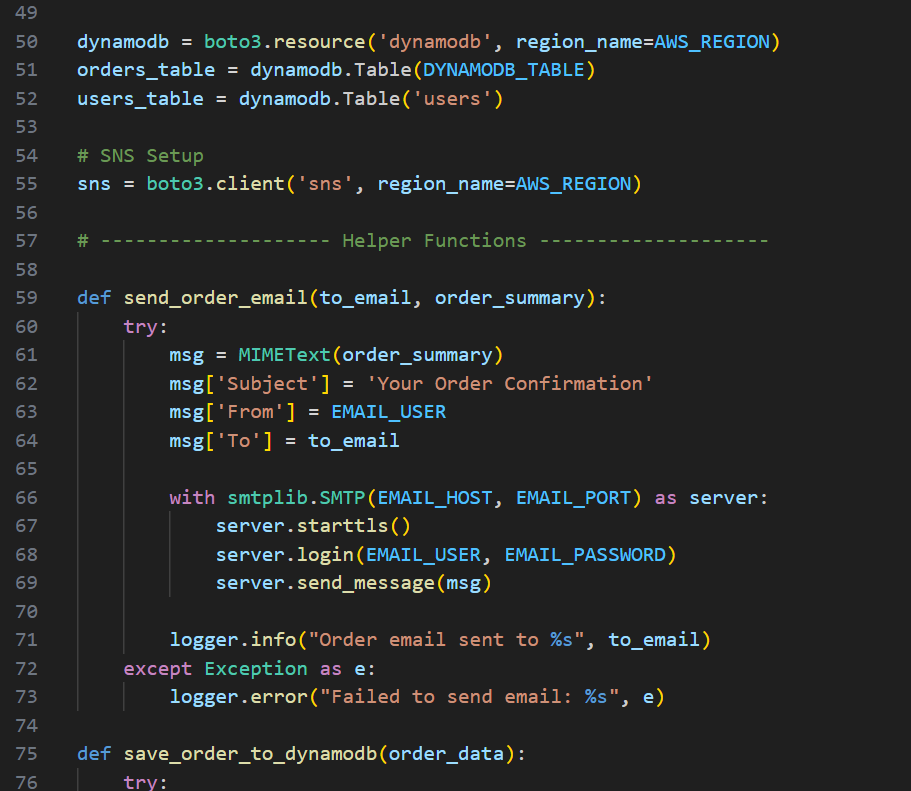 49
50 dynamodb = boto3.resource('dynamodb', region_name=AWS_REGION)
51 orders_table = dynamodb.Table(DYNAMODB_TABLE)
52 users_table = dynamodb.Table('users')
53
54 # SNS Setup
55 sns = boto3.client('sns', region_name=AWS_REGION)
56
57 # -------------------- Helper Functions --------------------
58
59 def send_order_email(to_email, order_summary):
60     try:
61         msg = MIMEText(order_summary)
62         msg['Subject'] = 'Your Order Confirmation'
63         msg['From'] = EMAIL_USER
64         msg['To'] = to_email
65
66         with smtplib.SMTP(EMAIL_HOST, EMAIL_PORT) as server:
67             server.starttls()
68             server.login(EMAIL_USER, EMAIL_PASSWORD)
69             server.send_message(msg)
70
71         logger.info("Order email sent to %s", to_email)
72     except Exception as e:
73         logger.error("Failed to send email: %s", e)
74
75 def save_order_to_dynamodb(order_data):
76     try: